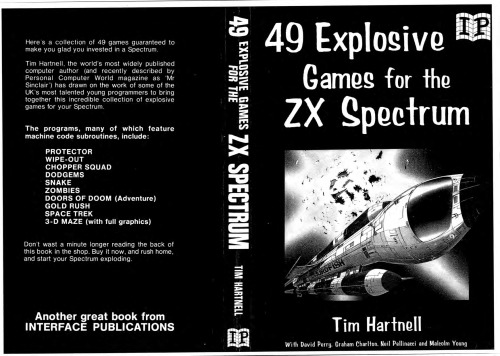 Here's a collection of 49 games guaranteed to
make you glad you invested in a Spectrum.
Tim Hartnell, the world's most widely published
computer author (and recently described by
Personal Computer World magazine as 'Mr
Sinclair') has drawn on the work of some of the
UK's most talented young programmers to bring
together this incredible collection of explosive
games for your Spectrum.
The programs, many of which feature
machine code subroutines, include:
PROTECTOR
WIPE-OUT
CHOPPER SQUAD
DODGEMS
SNAKE
ZOMBIES
DOORS OF DOOM (Adventure)
GOLD RUSH
SPACE TREK
3-D MAZE (with full graphics)
Don't wast a minute longer reading the back of
this book in the shop. Buy it now, and rush home,
and start your Spectrum exploding.
Another great book from
INTERFACE PUBLICATIONS
49 EXPLOSIVE GAMES
FOR THE
ZX SPECTRUM
TIM HARTNELL
IP
IP
49 Explosive
Games for the
ZX Spectrum
Tim Hartnell
With David Perry, Graham Charlton, Neil Pellinacci and Malcolm Young